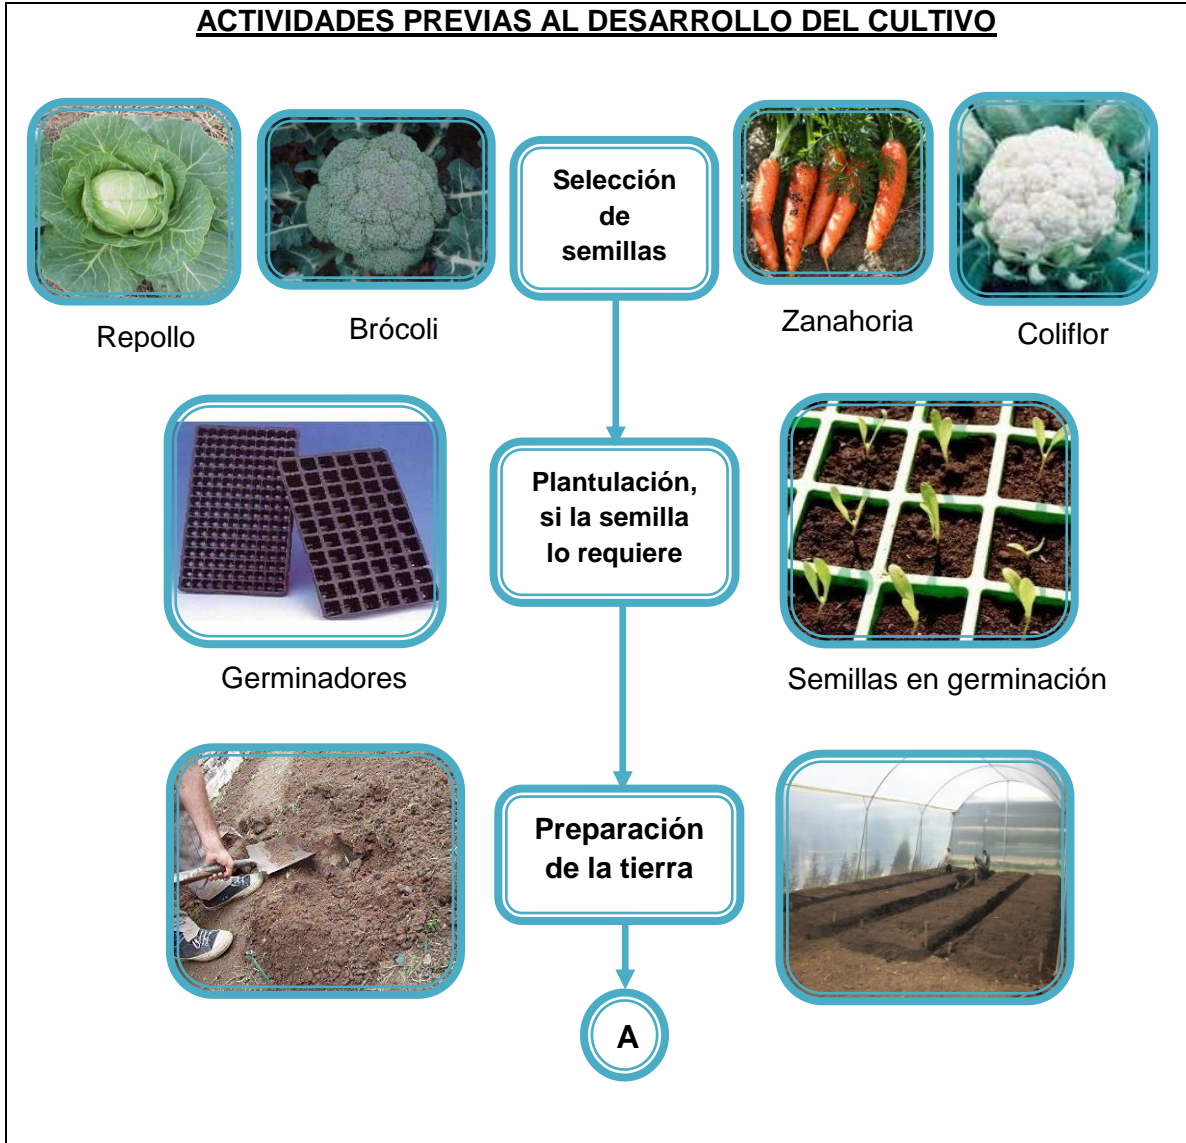 ACTIVIDADES PREVIAS AL DESARROLLO DEL CULTIVO
Selección
de
semillas
Repollo
Brócoli
Zanahoria
Coliflor
Plantulación,
si la semilla
lo requiere
Germinadores
Semillas en germinación
Preparación
de la tierra
A